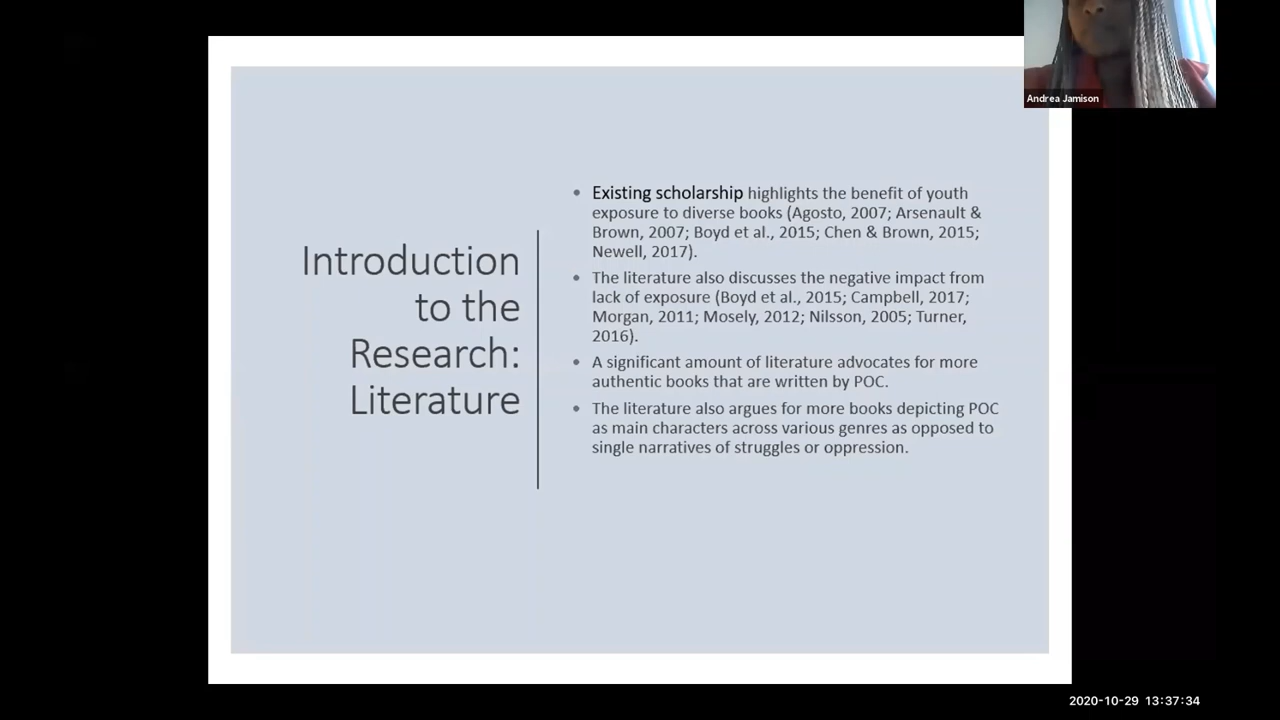 Andrea Jamison
Introduction
to the
Research:
Literature
• Existing scholarship highlights the benefit of youth
exposure to diverse books (Agosto, 2007; Arsenault &
Brown, 2007; Boyd et al., 2015; Chen & Brown, 2015;
Newell, 2017).
• The literature also discusses the negative impact from
lack of exposure (Boyd et al., 2015; Campbell, 2017;
Morgan, 2011; Mosely, 2012; Nilsson, 2005; Turner,
2016).
• A significant amount of literature advocates for more
authentic books that are written by POC.
• The literature also argues for more books depicting POC
as main characters across various genres as opposed to
single narratives of struggles or oppression.
2020-10-29 13:37:34